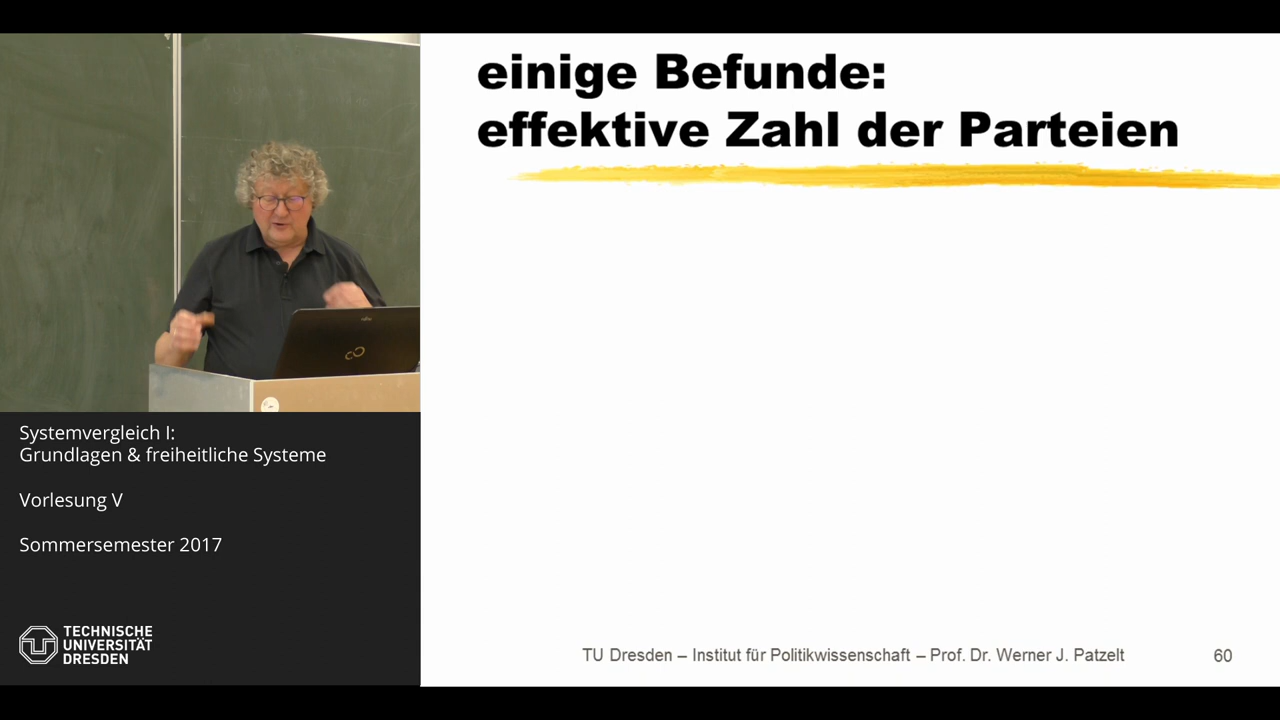 einige Befunde:
effektive Zahl der Parteien
Systemvergleich I:
Grundlagen & freiheitliche Systeme
Vorlesung V
Sommersemester 2017
TECHNISCHE
UNIVERSITÄT
DRESDEN
TU Dresden – Institut für Politikwissenschaft – Prof. Dr. Werner J. Patzelt
60